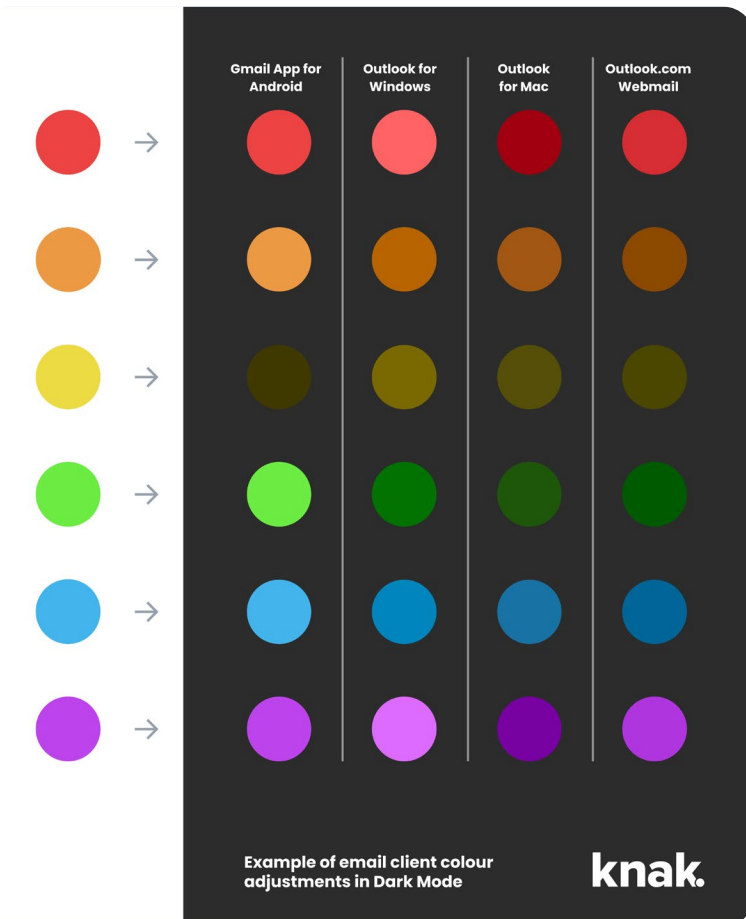 Gmail App for
Android
Outlook for
Windows
Outlook
for Mac
Outlook.com
Webmail
Example of email client colour
adjustments in Dark Mode
knak.